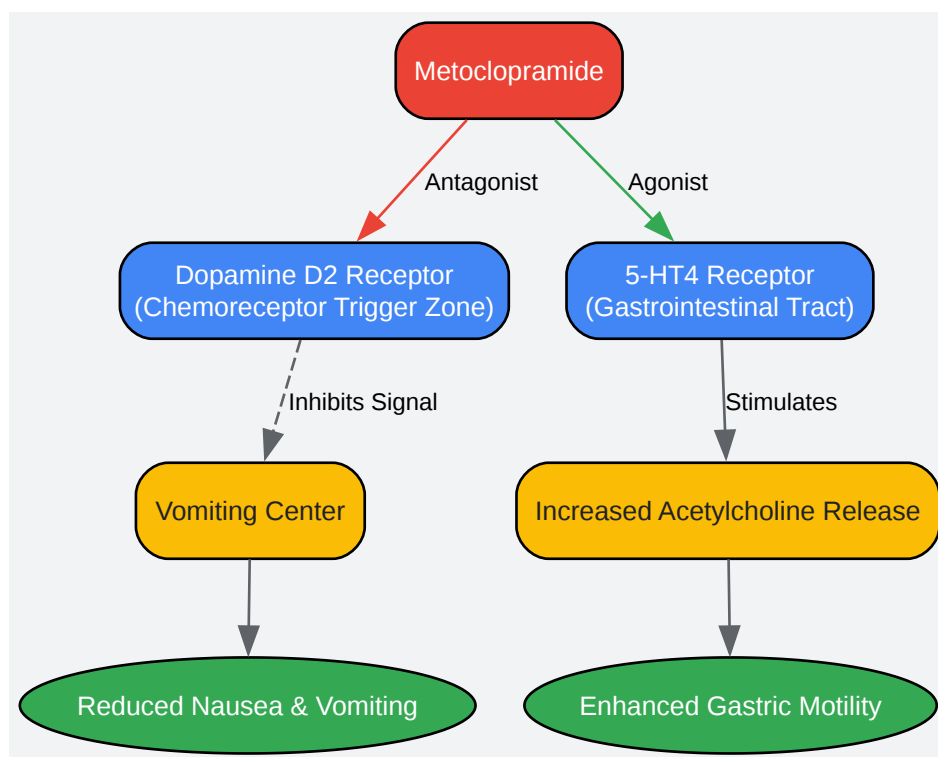 Metoclopramide
Antagonist
Agonist
Dopamine D2 Receptor
(Chemoreceptor Trigger Zone)
5-HT4 Receptor
(Gastrointestinal Tract)
Inhibits Signal
Stimulates
Vomiting Center
Increased Acetylcholine Release
Reduced Nausea & Vomiting
Enhanced Gastric Motility